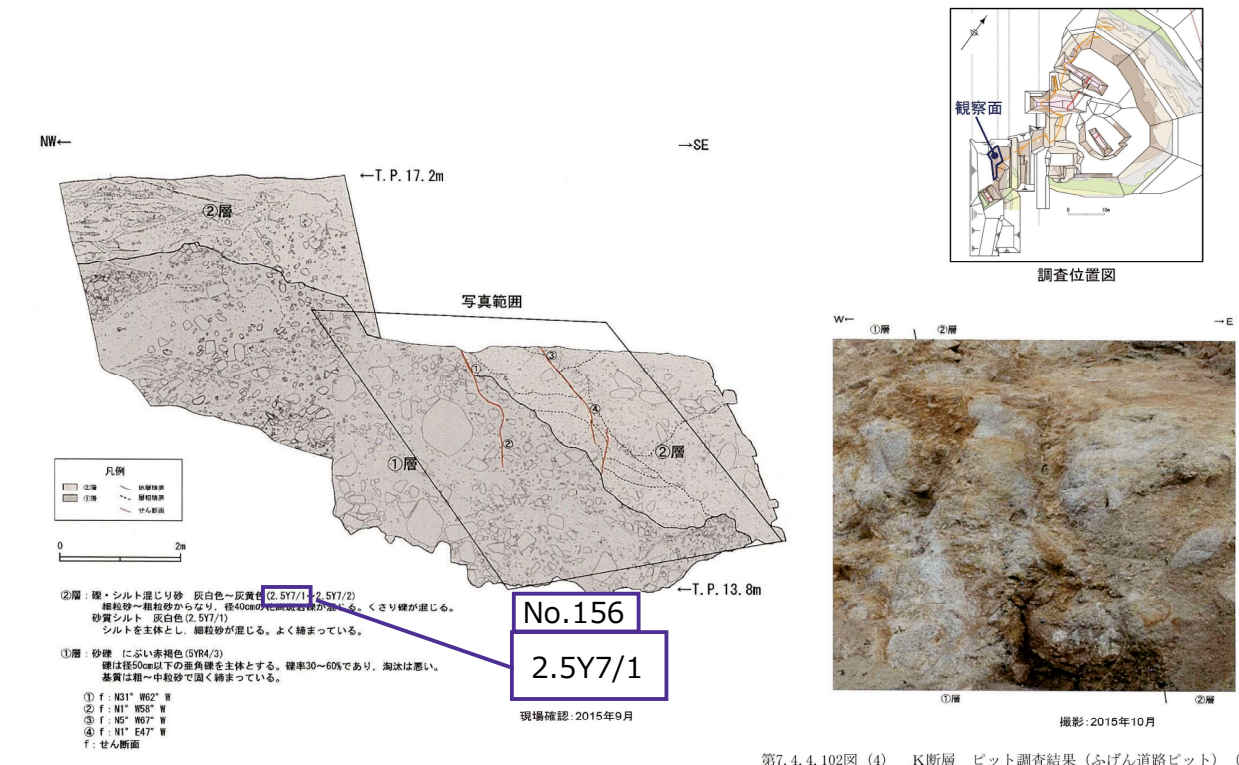 NW←
→SE
←T.P.17.2m
②層
写真範囲
①
③
④
②
②層
①層
凡例
②層 地層境界
①層 層相境界
せん断面
0 2m
←T.P.13.8m
②層：礫・シルト混じり砂 灰白色～灰黄色(2.5Y7/1～2.5Y7/2)
細粒砂～粗粒砂からなり，径40cmの花崗斑岩礫が混じる。くさり礫が混じる。
砂質シルト 灰白色(2.5Y7/1)
シルトを主体とし，細粒砂が混じる。よく締まっている。
①層：砂礫 にぶい赤褐色(5YR4/3)
礫は径50cm以下の亜角礫を主体とする。礫率30～60%であり，淘汰は悪い。
基質は粗～中粒砂で固く締まっている。
① f：N31° W62° W
② f：N1° W58° W
③ f：N5° W67° W
④ f：N1° E47° W
f：せん断面
No.156
2.5Y7/1
現場確認：2015年9月
観察面
0 10m
調査位置図
W←
→E
①層 ②層
①層 ②層
撮影：2015年10月
第7.4.4.102図 (4) K断層 ピット調査結果（ふげん道路ピット）（